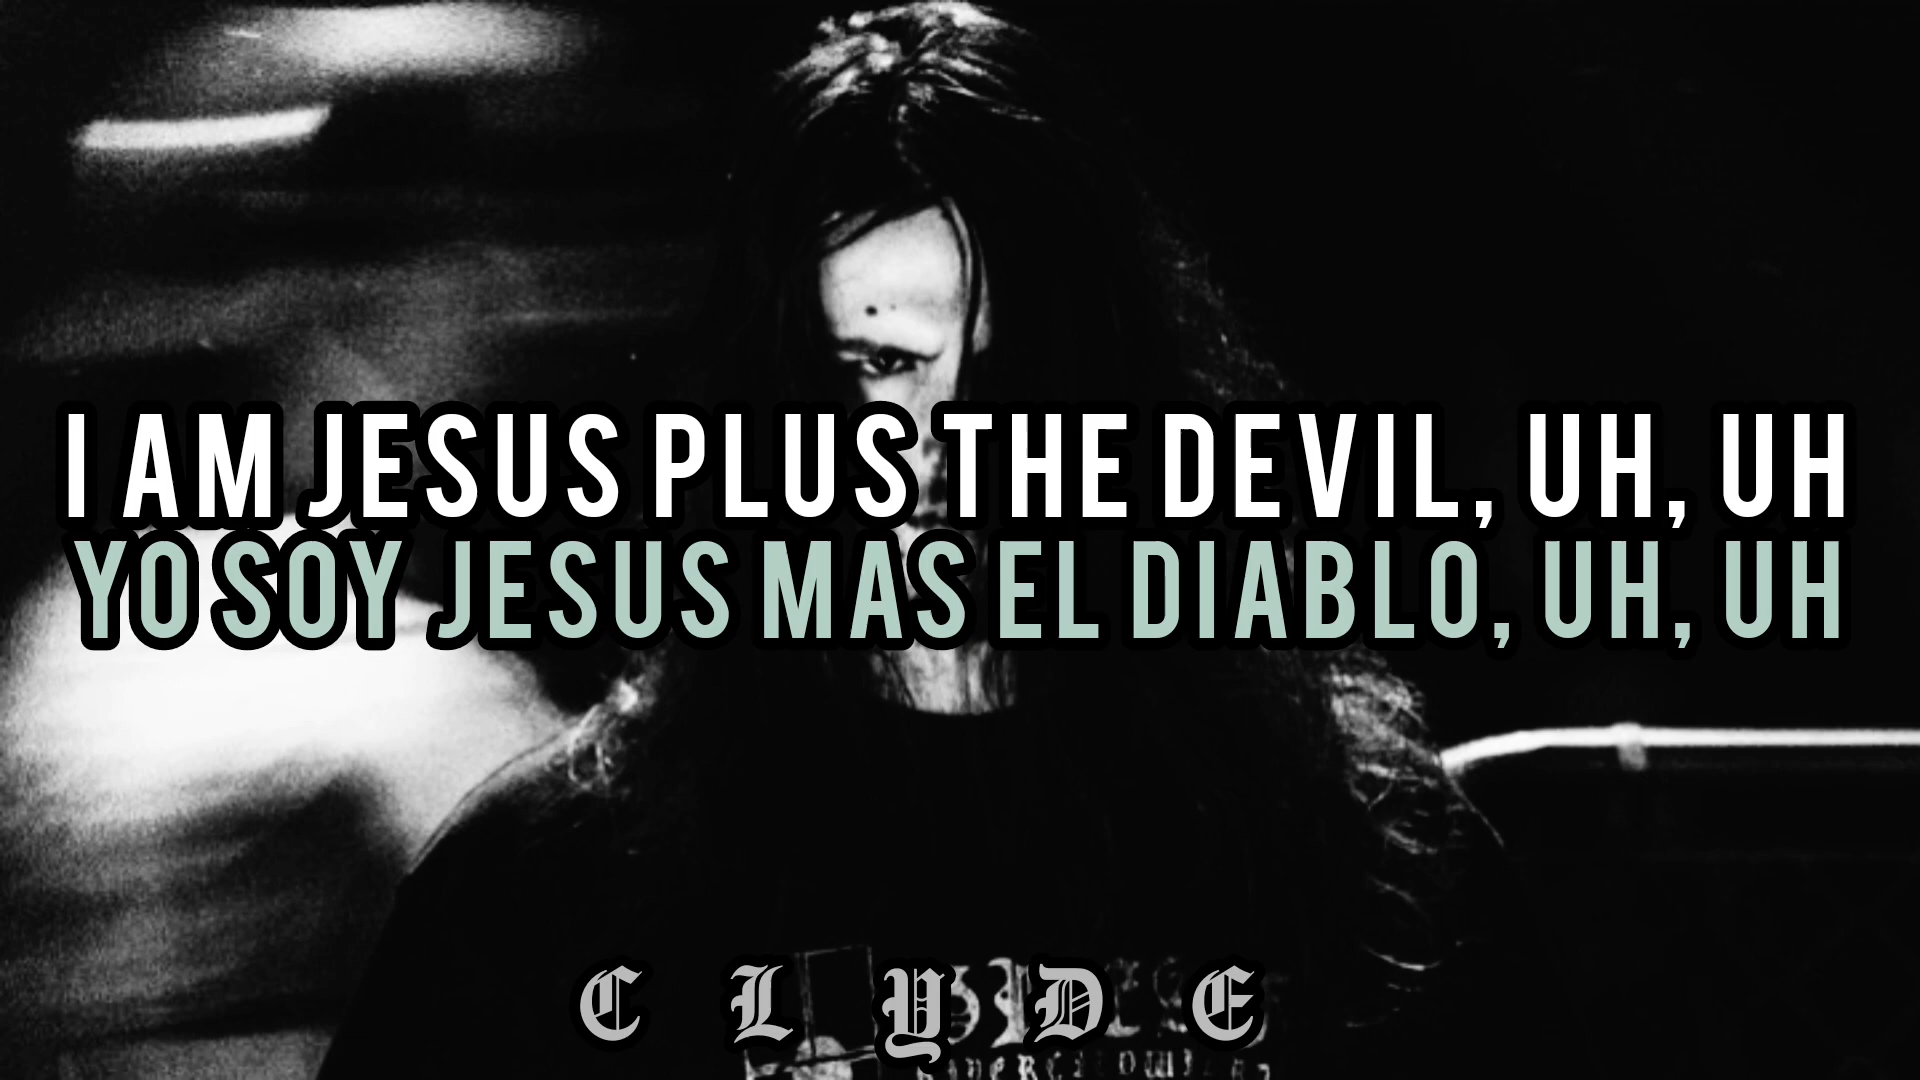 I AM JESUS PLUS THE DEVIL, UH, UH
YO SOY JESUS MAS EL DIABLO, UH, UH
C L Y D E